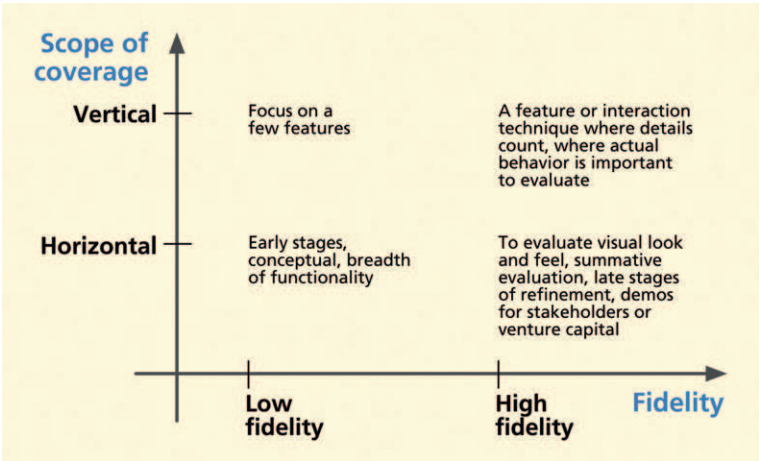 Scope of
coverage
Vertical
Focus on a
few features
A feature or interaction
technique where details
count, where actual
behavior is important
to evaluate
Horizontal
Early stages,
conceptual, breadth
of functionality
To evaluate visual look
and feel, summative
evaluation, late stages
of refinement, demos
for stakeholders or
venture capital
Low
fidelity
High
fidelity
Fidelity